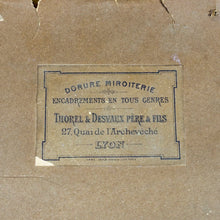 DORURE MIROITERIE
ENCADREMENTS EN TOUS GENRES
THOREL & DESVAUX PÈRE & FILS
27, Quai de l'Archevêché
LYON